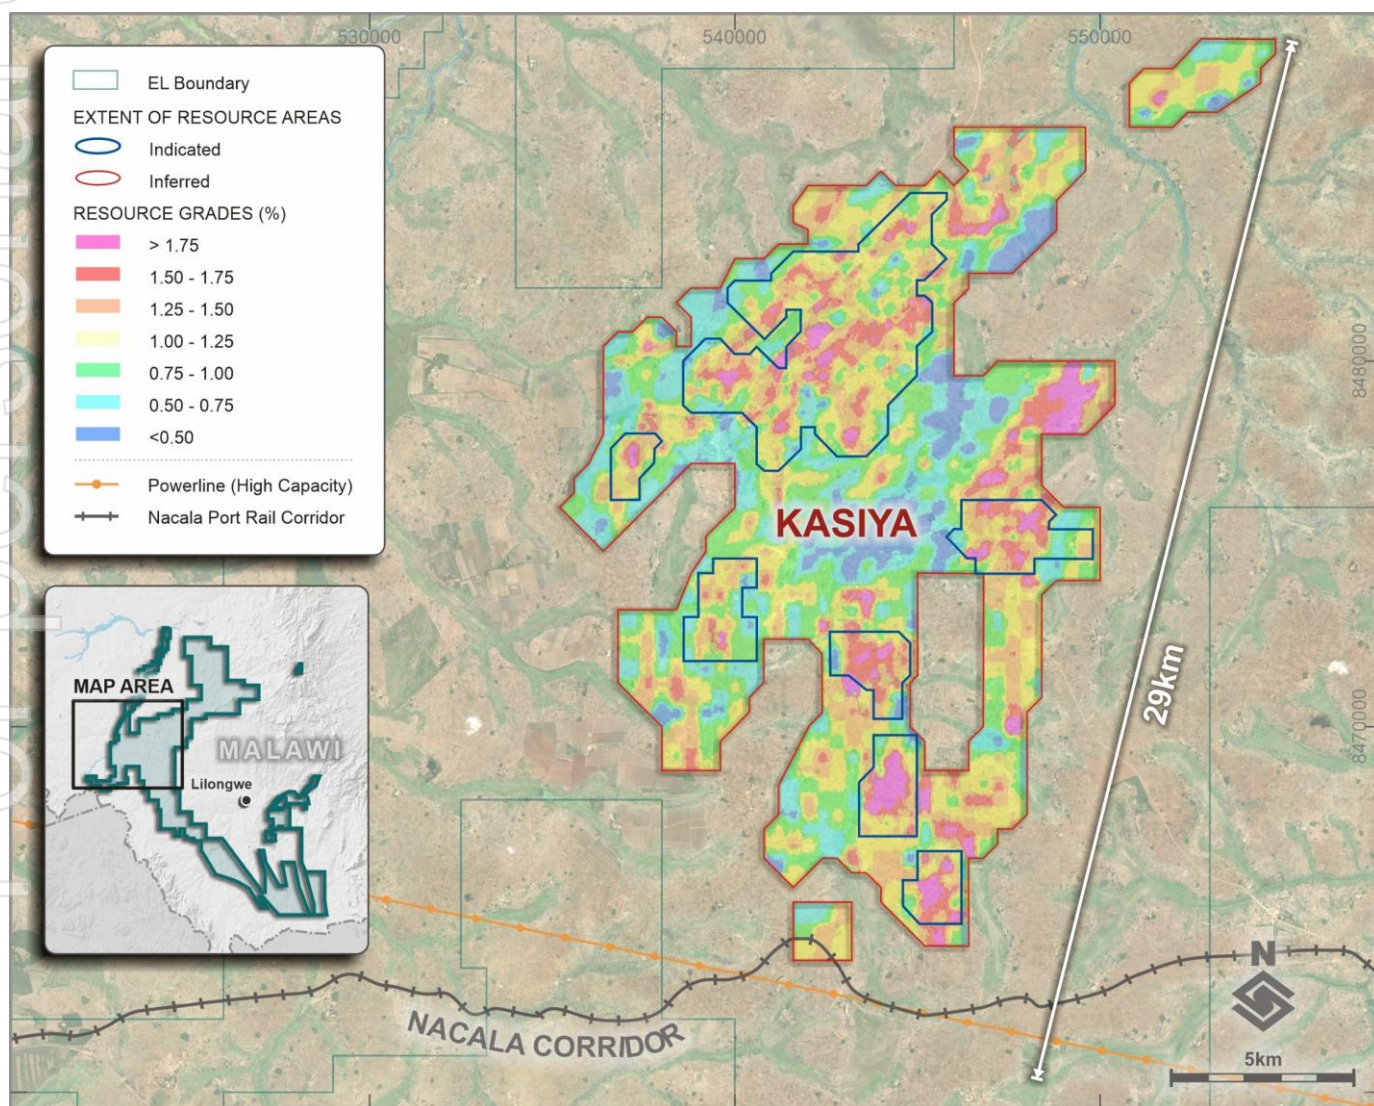 530000
540000
550000
EL Boundary
EXTENT OF RESOURCE AREAS
Indicated
Inferred
RESOURCE GRADES (%)
> 1.75
1.50 - 1.75
1.25 - 1.50
1.00 - 1.25
0.75 - 1.00
0.50 - 0.75
<0.50
Powerline (High Capacity)
Nacala Port Rail Corridor
8480000
KASIYA
29km
8470000
MAP AREA
MALAWI
Lilongwe
N
NACALA CORRIDOR
5km